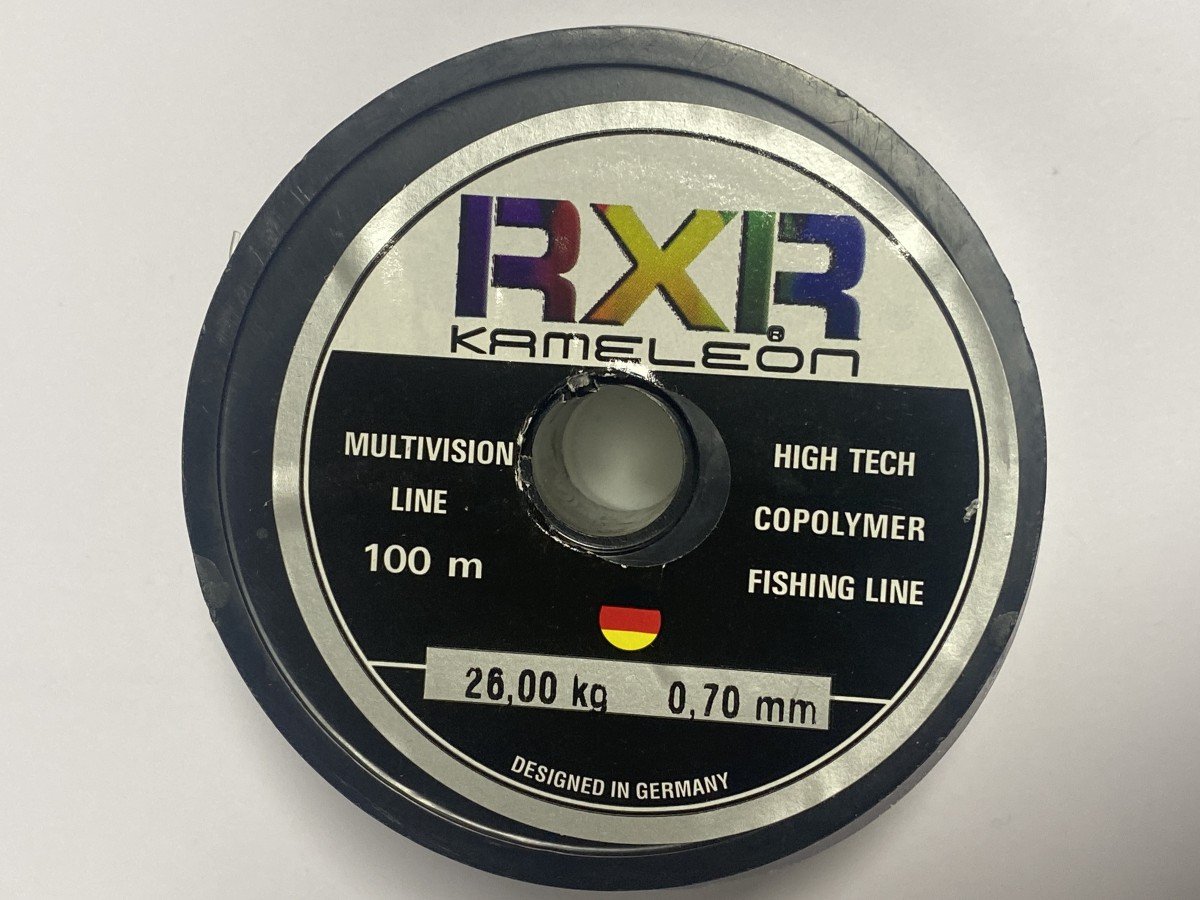 RXR
KAMELEON
®
MULTIVISION
LINE
100 m
HIGH TECH
COPOLYMER
FISHING LINE
26,00 kg 0,70 mm
DESIGNED IN GERMANY